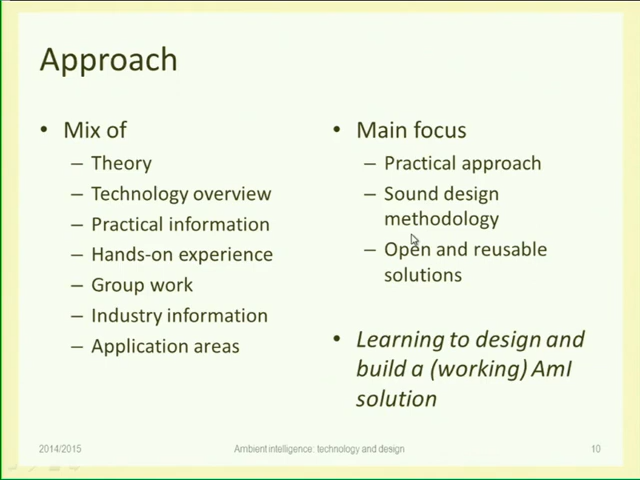 Approach
• Mix of
– Theory
– Technology overview
– Practical information
– Hands-on experience
– Group work
– Industry information
– Application areas
• Main focus
– Practical approach
– Sound design
methodology
– Open and reusable
solutions
• Learning to design and
build a (working) AmI
solution
2014/2015
Ambient intelligence: technology and design
10